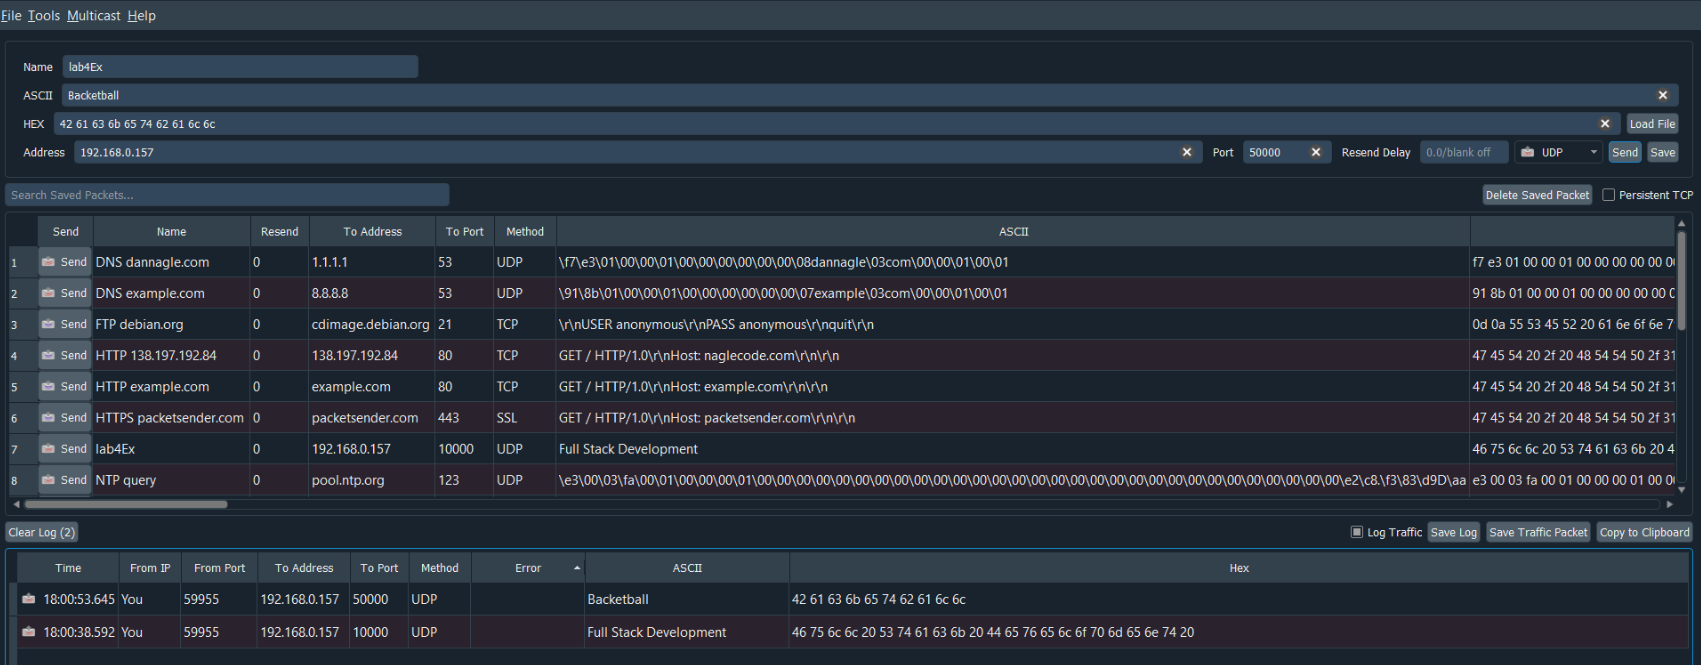 File Tools Multicast Help
Name lab4Ex
ASCII Backetball
HEX 42 61 63 6b 65 74 62 61 6c 6c Load File
Address 192.168.0.157 Port 50000 Resend Delay 0.0/blank off UDP Send Save
Search Saved Packets... Delete Saved Packet Persistent TCP
Send Name Resend To Address To Port Method ASCII
1 Send DNS dannagle.com 0 1.1.1.1 53 UDP \f7\e3\01\00\00\01\00\00\00\00\00\00\08dannagle\03com\00\00\01\00\01 f7 e3 01 00 00 01 00 00 00 00 00 00
2 Send DNS example.com 0 8.8.8.8 53 UDP \91\8b\01\00\00\01\00\00\00\00\00\00\07example\03com\00\00\01\00\01 91 8b 01 00 00 01 00 00 00 00 00 0
3 Send FTP debian.org 0 cdimage.debian.org 21 TCP \r\nUSER anonymous\r\nPASS anonymous\r\nquit\r\n 0d 0a 55 53 45 52 20 61 6e 6f 6e 7
4 Send HTTP 138.197.192.84 0 138.197.192.84 80 TCP GET / HTTP/1.0\r\nHost: naglecode.com\r\n\r\n 47 45 54 20 2f 20 48 54 54 50 2f 31
5 Send HTTP example.com 0 example.com 80 TCP GET / HTTP/1.0\r\nHost: example.com\r\n\r\n 47 45 54 20 2f 20 48 54 54 50 2f 31
6 Send HTTPS packetsender.com 0 packetsender.com 443 SSL GET / HTTP/1.0\r\nHost: packetsender.com\r\n\r\n 47 45 54 20 2f 20 48 54 54 50 2f 31
7 Send lab4Ex 0 192.168.0.157 10000 UDP Full Stack Development 46 75 6c 6c 20 53 74 61 63 6b 20 4
8 Send NTP query 0 pool.ntp.org 123 UDP \e3\00\03\fa\00\01\00\00\00\01\00\00\00\00\00\00\00\00\00\00\00\00\00\00\00\00\00\00\00\00\00\00\00\00\00\00\00\00\00\00\e2\c8.\f3\83\d9D\aa e3 00 03 fa 00 01 00 00 00 01 00 00
Clear Log (2) Log Traffic Save Log Save Traffic Packet Copy to Clipboard
Time From IP From Port To Address To Port Method Error ASCII Hex
18:00:53.645 You 59955 192.168.0.157 50000 UDP Backetball 42 61 63 6b 65 74 62 61 6c 6c
18:00:38.592 You 59955 192.168.0.157 10000 UDP Full Stack Development 46 75 6c 6c 20 53 74 61 63 6b 20 44 65 76 65 6c 6f 70 6d 65 6e 74 20